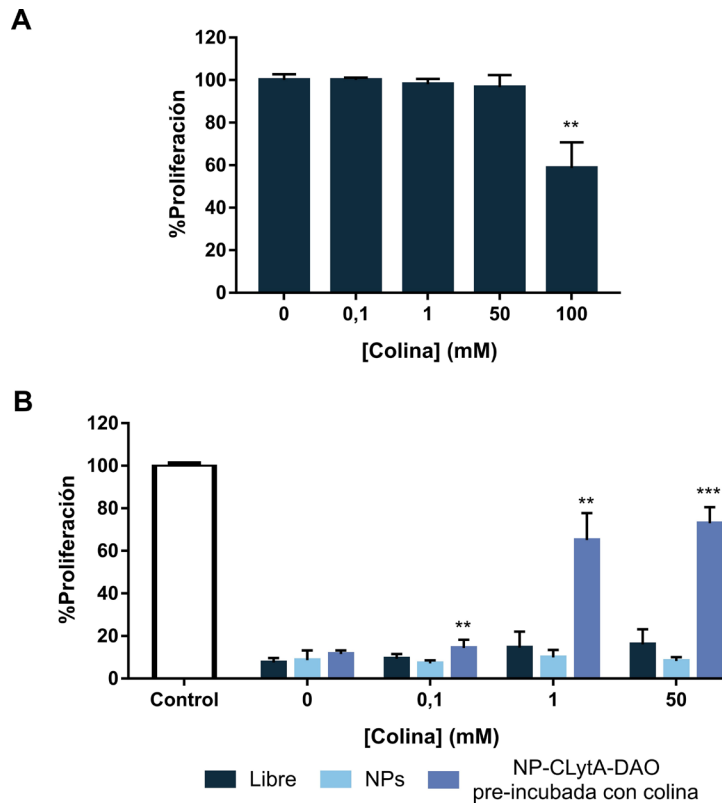 A
%Proliferación
120
100
80
60
40
20
0
**
0 0,1 1 50 100
[Colina] (mM)
B
%Proliferación
120
100
80
60
40
20
0
** ** ***
Control 0 0,1 1 50
[Colina] (mM)
Libre NPs NP-CLytA-DAO
pre-incubada con colina